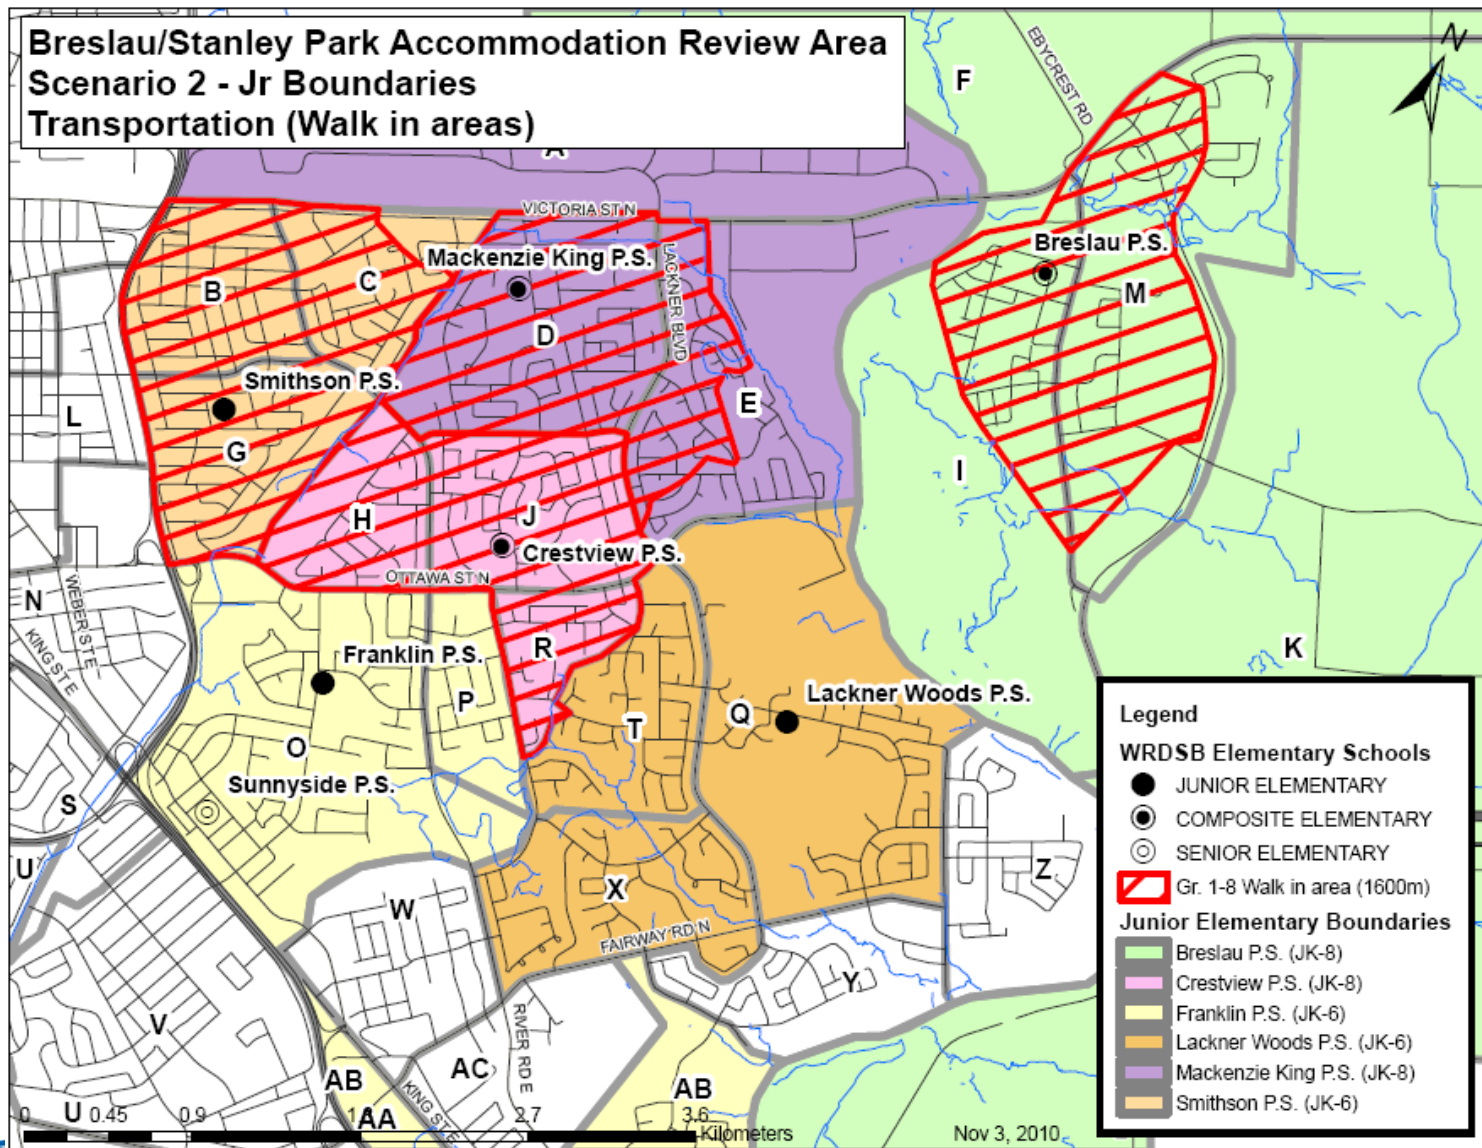 Breslau/Stanley Park Accommodation Review Area
Scenario 2 - Jr Boundaries
Transportation (Walk in areas)
N
EBYCREST RD
F
A
VICTORIA ST N
Mackenzie King P.S.
LACKNER BLVD
Breslau P.S.
B
C
D
M
Smithson P.S.
L
E
G
I
H
J
Crestview P.S.
OTTAWA ST N
N
WEBER ST E
KING ST E
R
K
Franklin P.S.
P
Lackner Woods P.S.
Q
T
O
Sunnyside P.S.
S
U
Z
X
W
FAIRWAY RD N
Y
V
RIVER RD E
AC
AB
AB
KING ST E
AA
U
0 0.45 0.9 2.7 3.6
Kilometers
Nov 3, 2010
Legend
WRDSB Elementary Schools
JUNIOR ELEMENTARY
COMPOSITE ELEMENTARY
SENIOR ELEMENTARY
Gr. 1-8 Walk in area (1600m)
Junior Elementary Boundaries
Breslau P.S. (JK-8)
Crestview P.S. (JK-8)
Franklin P.S. (JK-6)
Lackner Woods P.S. (JK-6)
Mackenzie King P.S. (JK-8)
Smithson P.S. (JK-6)